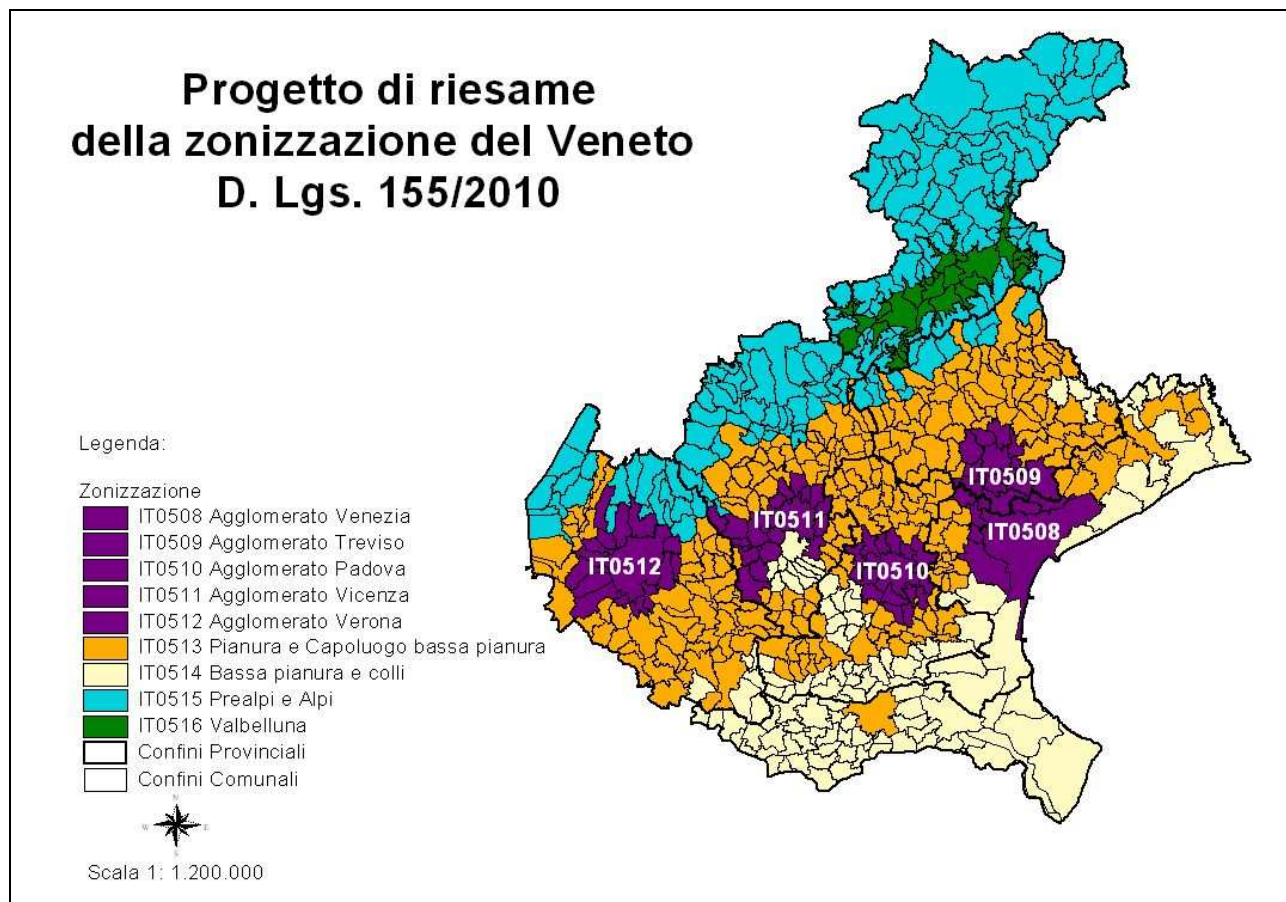 Progetto di riesame
della zonizzazione del Veneto
D. Lgs. 155/2010
IT0509
IT0511
IT0508
IT0512
IT0510
Legenda:
Zonizzazione
IT0508 Agglomerato Venezia
IT0509 Agglomerato Treviso
IT0510 Agglomerato Padova
IT0511 Agglomerato Vicenza
IT0512 Agglomerato Verona
IT0513 Pianura e Capoluogo bassa pianura
IT0514 Bassa pianura e colli
IT0515 Prealpi e Alpi
IT0516 Valbelluna
Confini Provinciali
Confini Comunali
N
W E
S
Scala 1: 1.200.000